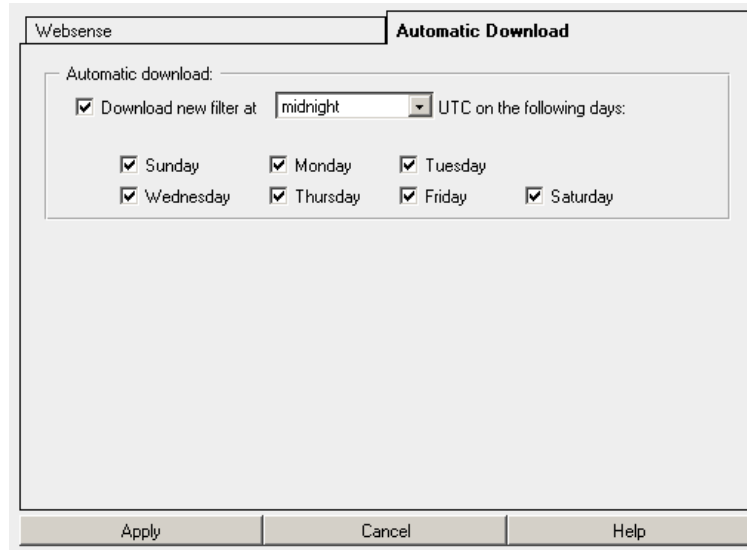 Websense Automatic Download
Automatic download:
Download new filter at midnight UTC on the following days:
Sunday Monday Tuesday
Wednesday Thursday Friday Saturday
Apply Cancel Help